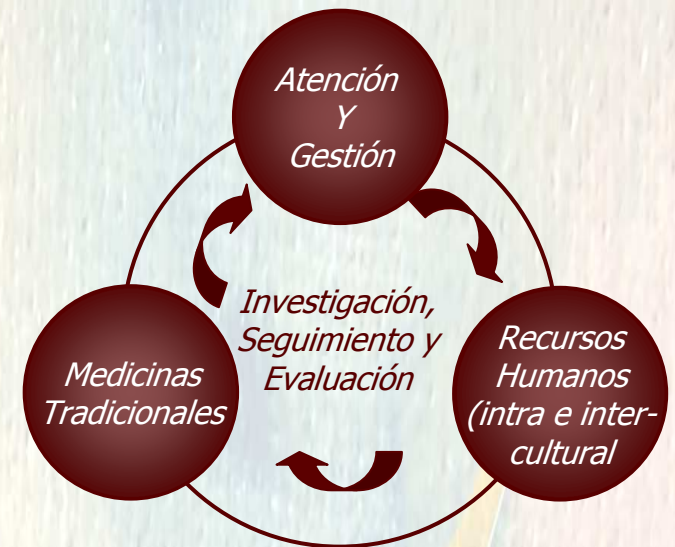 Atención
Y
Gestión
Investigación,
Seguimiento y
Evaluación
Medicinas
Tradicionales
Recursos
Humanos
(intra e inter-
cultural